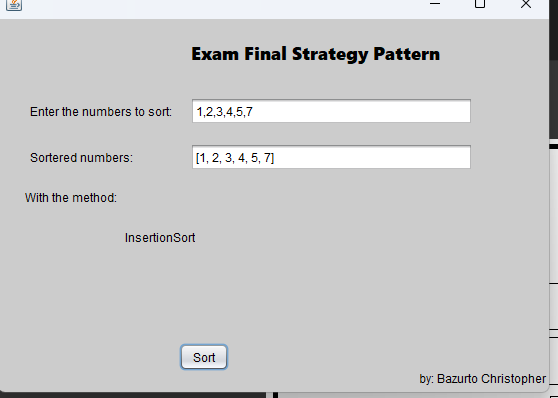 Exam Final Strategy Pattern
Enter the numbers to sort: 1,2,3,4,5,7
Sortered numbers: [1, 2, 3, 4, 5, 7]
With the method:
InsertionSort
Sort
by: Bazurto Christopher